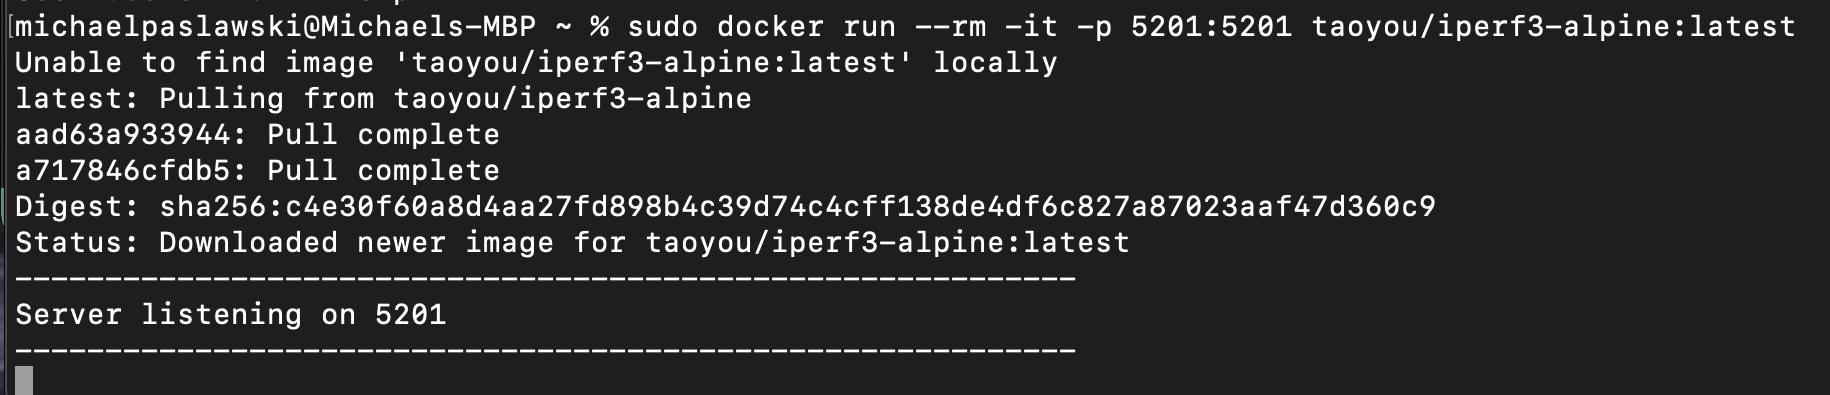 [michaelpaslawski@Michaels-MBP ~ % sudo docker run --rm -it -p 5201:5201 taoyou/iperf3-alpine:latest
Unable to find image 'taoyou/iperf3-alpine:latest' locally
latest: Pulling from taoyou/iperf3-alpine
aad63a933944: Pull complete
a717846cfdb5: Pull complete
Digest: sha256:c4e30f60a8d4aa27fd898b4c39d74c4cff138de4df6c827a87023aaf47d360c9
Status: Downloaded newer image for taoyou/iperf3-alpine:latest
-----------------------------------------------------------
Server listening on 5201
-----------------------------------------------------------